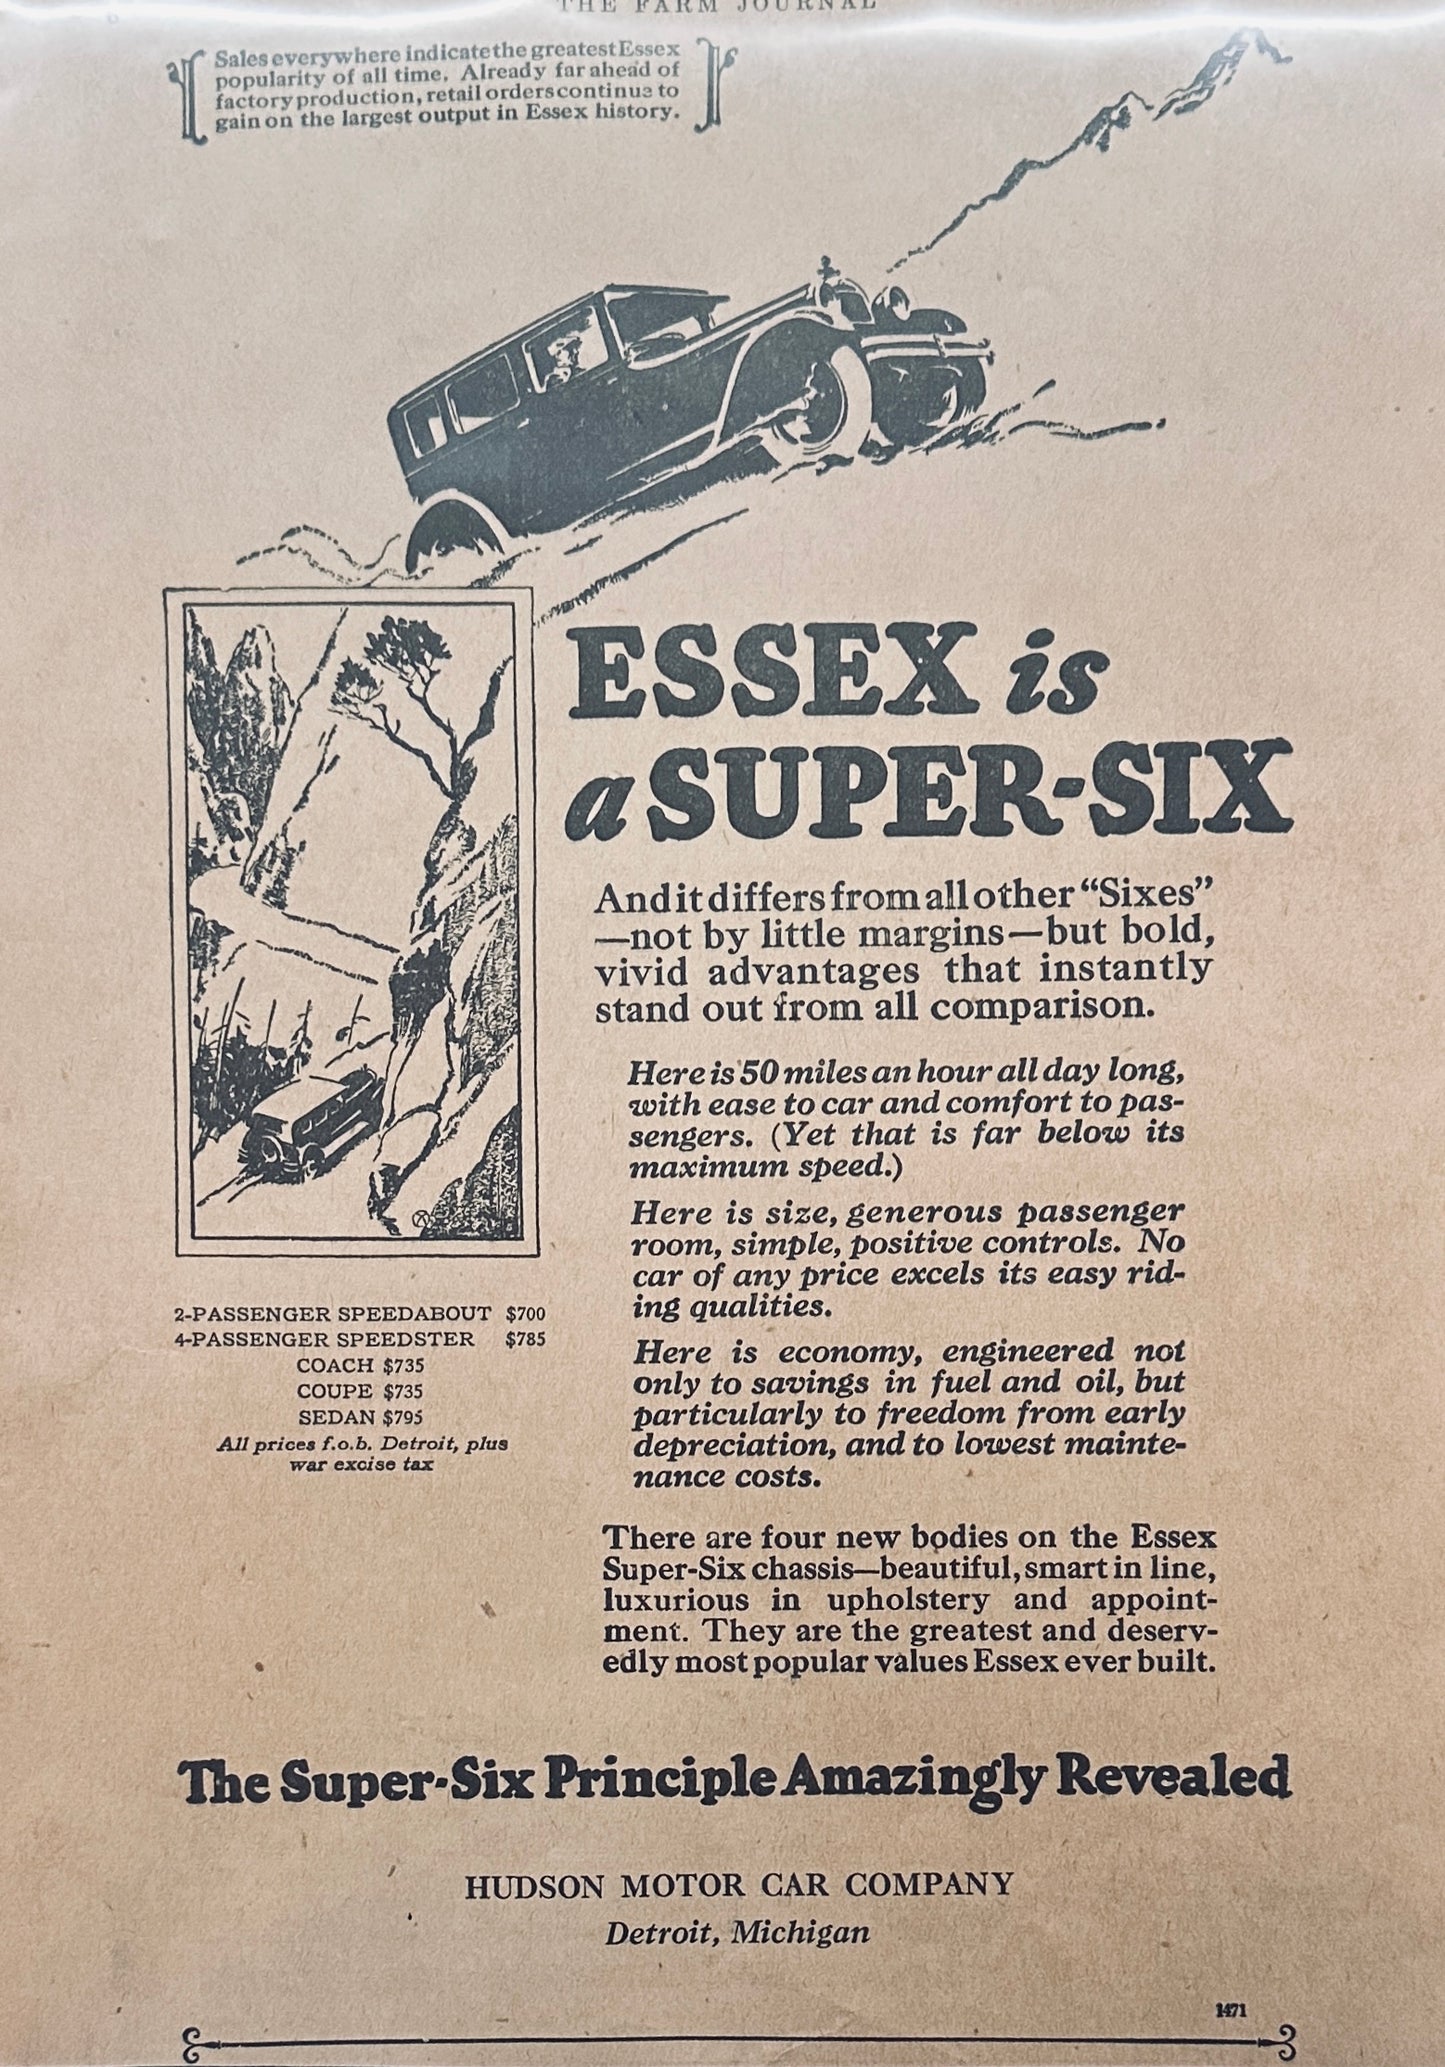 THE FARM JOURNAL
Sales everywhere indicate the greatest Essex
popularity of all time. Already far ahead of
factory production, retail orders continue to
gain on the largest output in Essex history.
ESSEX is
a SUPER-SIX
And it differs from all other “Sixes”
—not by little margins—but bold,
vivid advantages that instantly
stand out from all comparison.
Here is 50 miles an hour all day long,
with ease to car and comfort to pas-
sengers. (Yet that is far below its
maximum speed.)
Here is size, generous passenger
room, simple, positive controls. No
car of any price excels its easy rid-
ing qualities.
Here is economy, engineered not
only to savings in fuel and oil, but
particularly to freedom from early
depreciation, and to lowest mainte-
nance costs.
There are four new bodies on the Essex
Super-Six chassis—beautiful, smart in line,
luxurious in upholstery and appoint-
ment. They are the greatest and deserv-
edly most popular values Essex ever built.
2-PASSENGER SPEEDABOUT $700
4-PASSENGER SPEEDSTER $785
COACH $735
COUPE $735
SEDAN $795
All prices f.o.b. Detroit, plus
war excise tax
The Super-Six Principle Amazingly Revealed
HUDSON MOTOR CAR COMPANY
Detroit, Michigan
1471